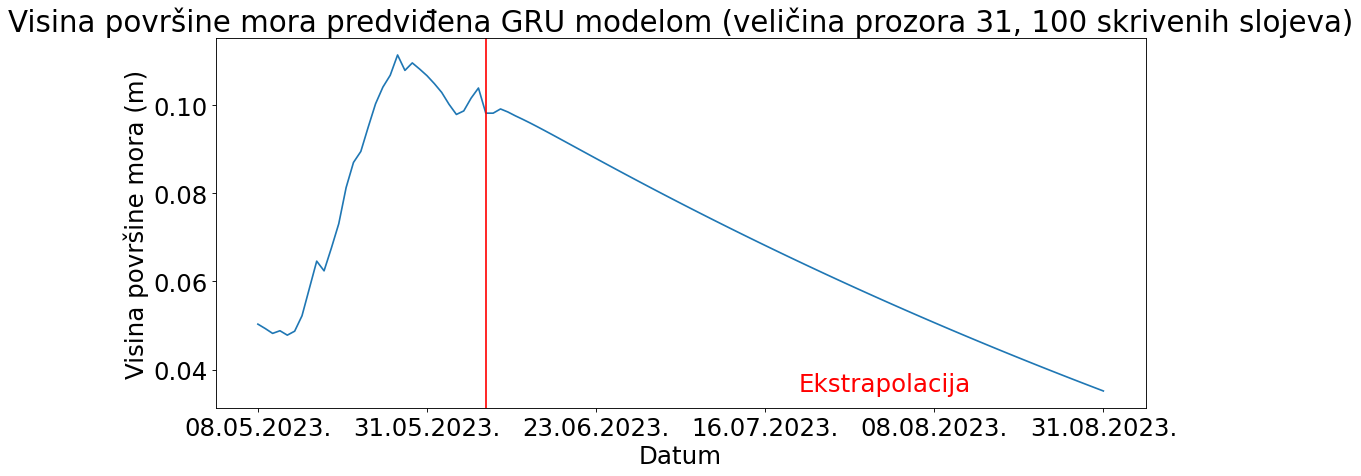 Visina površine mora predviđena GRU modelom (veličina prozora 31, 100 skrivenih slojeva)
Visina površine mora (m)
0.10
0.08
0.06
0.04
Ekstrapolacija
08.05.2023. 31.05.2023. 23.06.2023. 16.07.2023. 08.08.2023. 31.08.2023.
Datum